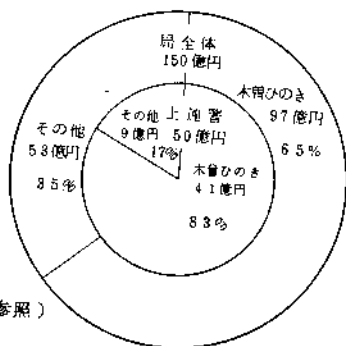 局全体
150億円
木曽ひのき
97億円
65%
その他
53億円
35%
上運営
50億円
その他
9億円
17%
木曽ひのき
41億円
83%
参照)